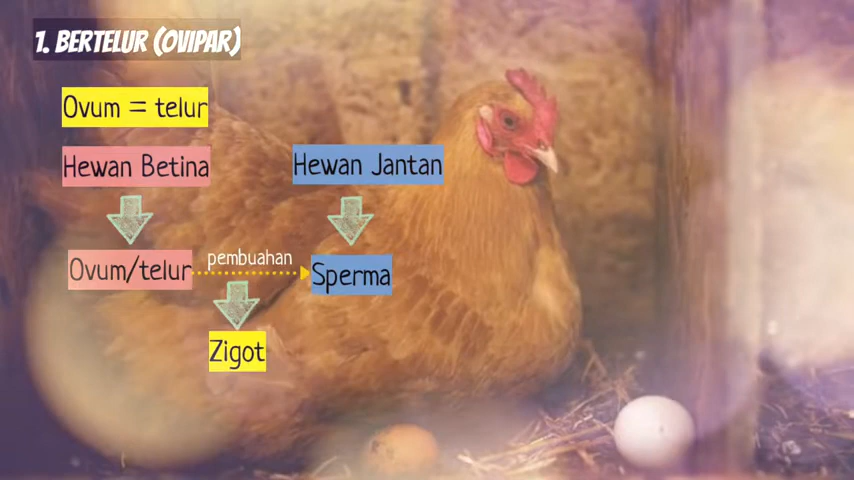 1. BERTELUR (OVIPAR)
Ovum = telur
Hewan Betina
Hewan Jantan
Ovum/telur
pembuahan
Sperma
Zigot